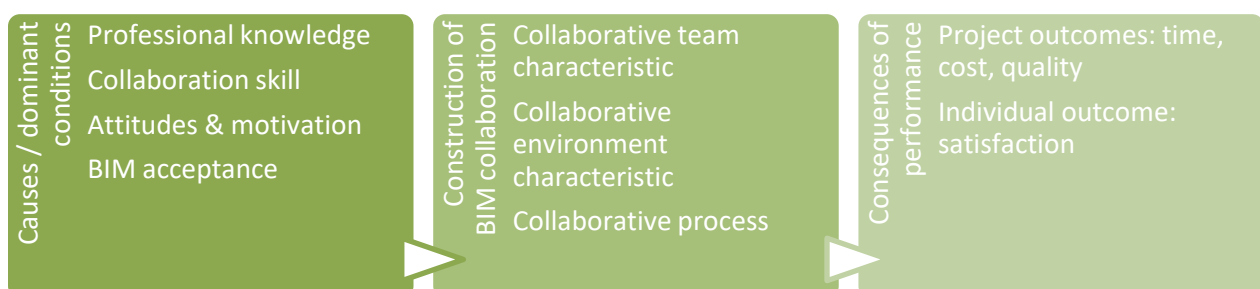 Causes / dominant
conditions
Professional knowledge
Collaboration skill
Attitudes & motivation
BIM acceptance
Construction of
BIM collaboration
Collaborative team
characteristic
Collaborative
environment
characteristic
Collaborative process
Consequences of
performance
Project outcomes: time,
cost, quality
Individual outcome:
satisfaction